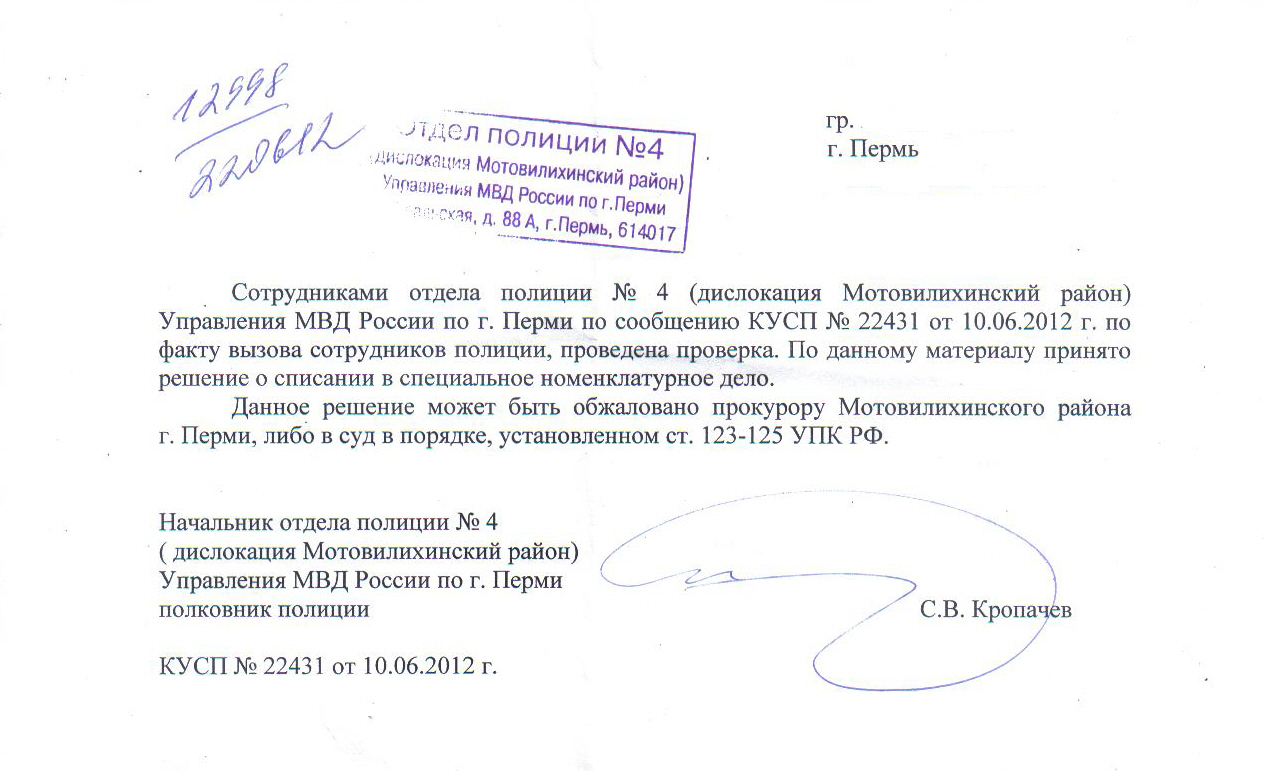 12998
220612
Отдел полиции №4
(дислокация Мотовилихинский район)
Управления МВД России по г.Перми
д. 88 А, г.Пермь, 614017
гр.
г. Пермь
Сотрудниками отдела полиции № 4 (дислокация Мотовилихинский район)
Управления МВД России по г. Перми по сообщению КУСП № 22431 от 10.06.2012 г. по
факту вызова сотрудников полиции, проведена проверка. По данному материалу принято
решение о списании в специальное номенклатурное дело.
Данное решение может быть обжаловано прокурору Мотовилихинского района
г. Перми, либо в суд в порядке, установленном ст. 123-125 УПК РФ.
Начальник отдела полиции № 4
( дислокация Мотовилихинский район)
Управления МВД России по г. Перми
полковник полиции
С.В. Кропачев
КУСП № 22431 от 10.06.2012 г.